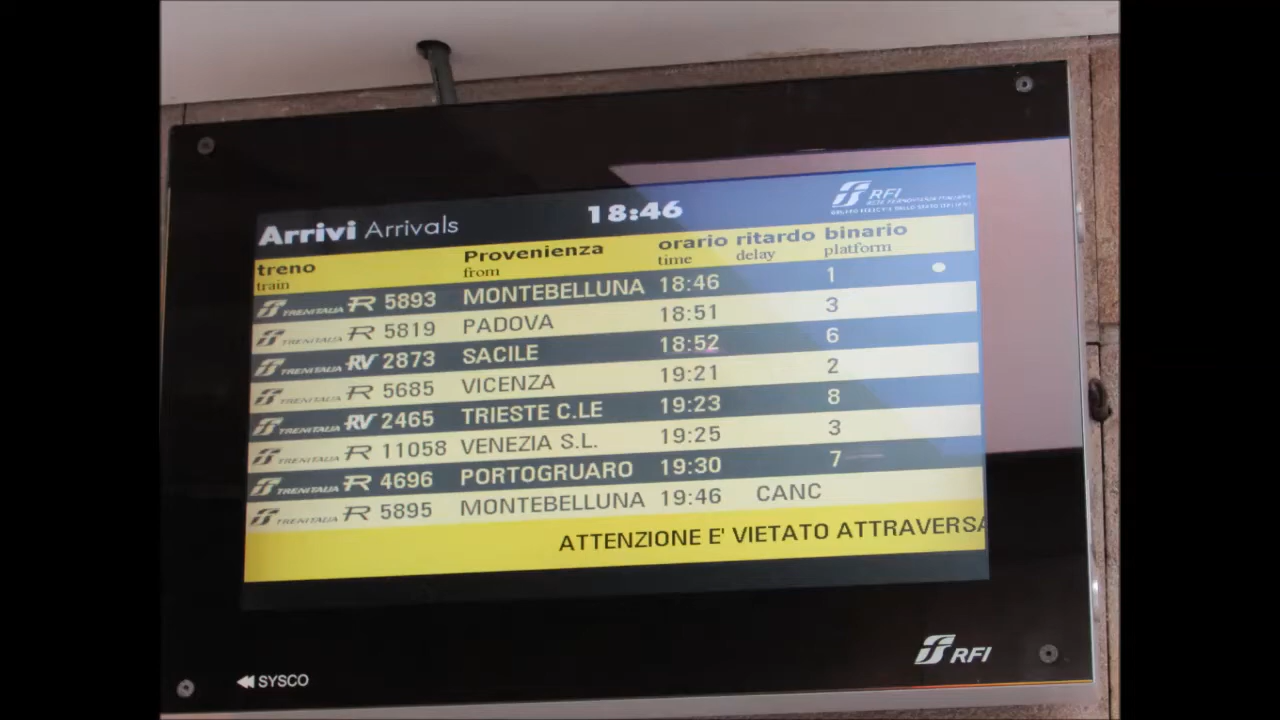 Arrivi Arrivals 18:46 RFI
treno Provenienza orario ritardo binario
train from time delay platform
TRENITALIA R 5893 MONTEBELLUNA 18:46 1
TRENITALIA R 5819 PADOVA 18:51 3
TRENITALIA RV 2873 SACILE 18:52 6
TRENITALIA R 5685 VICENZA 19:21 2
TRENITALIA RV 2465 TRIESTE C.LE 19:23 8
TRENITALIA R 11058 VENEZIA S.L. 19:25 3
TRENITALIA R 4696 PORTOGRUARO 19:30 7
TRENITALIA R 5895 MONTEBELLUNA 19:46 CANC
ATTENZIONE E' VIETATO ATTRAVERSA
RFI
SYSCO